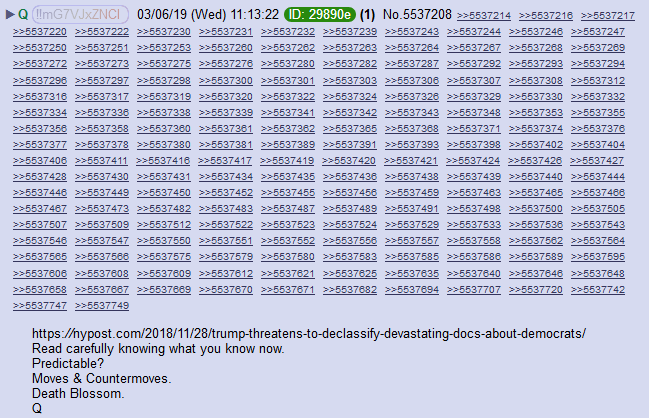 ▶ Q !!mG7VJxZNCI 03/06/19 (Wed) 11:13:22 ID: 29890e (1) No.5537208 >>5537214 >>5537216 >>5537217
>>5537220 >>5537222 >>5537230 >>5537231 >>5537232 >>5537239 >>5537243 >>5537244 >>5537246 >>5537247
>>5537250 >>5537251 >>5537253 >>5537260 >>5537262 >>5537263 >>5537264 >>5537267 >>5537268 >>5537269
>>5537272 >>5537273 >>5537275 >>5537276 >>5537280 >>5537282 >>5537287 >>5537292 >>5537293 >>5537294
>>5537296 >>5537297 >>5537298 >>5537300 >>5537301 >>5537303 >>5537306 >>5537307 >>5537308 >>5537312
>>5537316 >>5537317 >>5537319 >>5537320 >>5537322 >>5537324 >>5537326 >>5537329 >>5537330 >>5537332
>>5537334 >>5537336 >>5537338 >>5537339 >>5537341 >>5537342 >>5537343 >>5537348 >>5537353 >>5537355
>>5537356 >>5537358 >>5537360 >>5537361 >>5537362 >>5537365 >>5537368 >>5537371 >>5537374 >>5537376
>>5537377 >>5537378 >>5537380 >>5537381 >>5537389 >>5537391 >>5537393 >>5537398 >>5537402 >>5537404
>>5537406 >>5537411 >>5537416 >>5537417 >>5537419 >>5537420 >>5537421 >>5537424 >>5537426 >>5537427
>>5537428 >>5537430 >>5537431 >>5537434 >>5537435 >>5537436 >>5537438 >>5537439 >>5537440 >>5537444
>>5537446 >>5537449 >>5537450 >>5537452 >>5537456 >>5537457 >>5537459 >>5537463 >>5537465 >>5537466
>>5537467 >>5537473 >>5537482 >>5537483 >>5537487 >>5537489 >>5537491 >>5537498 >>5537500 >>5537505
>>5537507 >>5537509 >>5537512 >>5537522 >>5537523 >>5537524 >>5537529 >>5537533 >>5537536 >>5537543
>>5537546 >>5537547 >>5537550 >>5537551 >>5537552 >>5537556 >>5537557 >>5537558 >>5537562 >>5537564
>>5537565 >>5537566 >>5537575 >>5537579 >>5537580 >>5537583 >>5537585 >>5537586 >>5537589 >>5537595
>>5537606 >>5537608 >>5537609 >>5537612 >>5537621 >>5537625 >>5537635 >>5537640 >>5537646 >>5537648
>>5537658 >>5537667 >>5537669 >>5537670 >>5537671 >>5537682 >>5537694 >>5537707 >>5537720 >>5537742
>>5537747 >>5537749
https://nypost.com/2018/11/28/trump-threatens-to-declassify-devastating-docs-about-democrats/
Read carefully knowing what you know now.
Predictable?
Moves & Countermoves.
Death Blossom.
Q